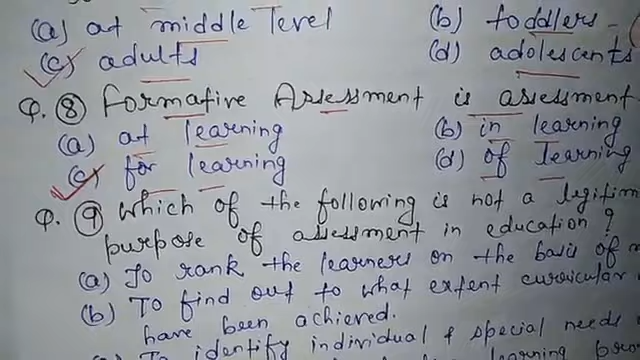 (a) at middle level (b) toddlers
(c) adults (d) adolescents
Q. (8) Formative Assessment is assessment
(a) at learning (b) in learning
(c) for learning (d) of learning
Q. (9) Which of the following is not a
purpose of assessment in education ?
(a) To rank the learners on the basis of
(b) To find out to what extent curricular
have been achieved.
To identify individual & special needs
learning